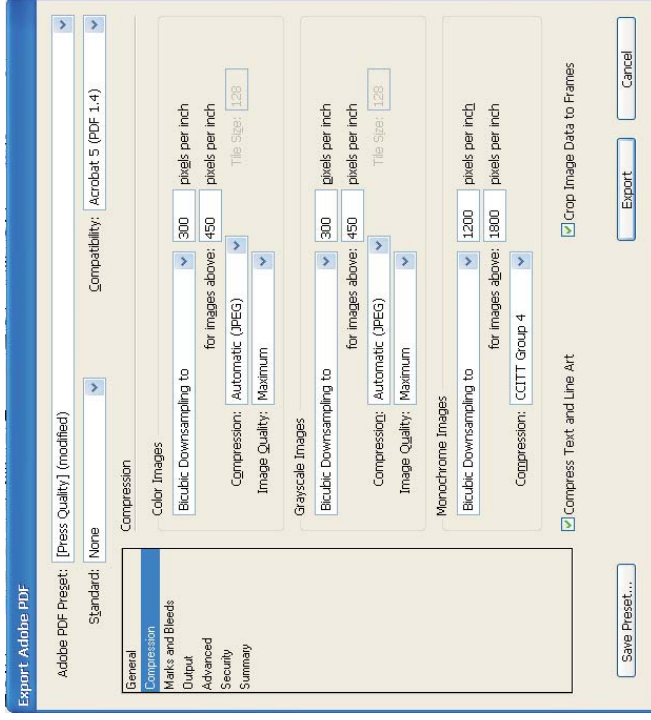 Export Adobe PDF
Adobe PDF Preset: [Press Quality] (modified)
Standard: None
Compatibility: Acrobat 5 (PDF 1.4)
General
Compression
Marks and Bleeds
Output
Advanced
Security
Summary
Compression
Color Images
Bicubic Downsampling to 300 pixels per inch
for images above: 450 pixels per inch
Compression: Automatic (JPEG) Tile Size: 128
Image Quality: Maximum
Grayscale Images
Bicubic Downsampling to 300 pixels per inch
for images above: 450 pixels per inch
Compression: Automatic (JPEG) Tile Size: 128
Image Quality: Maximum
Monochrome Images
Bicubic Downsampling to 1200 pixels per inch
for images above: 1800 pixels per inch
Compression: CCITT Group 4
Compress Text and Line Art
Crop Image Data to Frames
Save Preset...
Export
Cancel